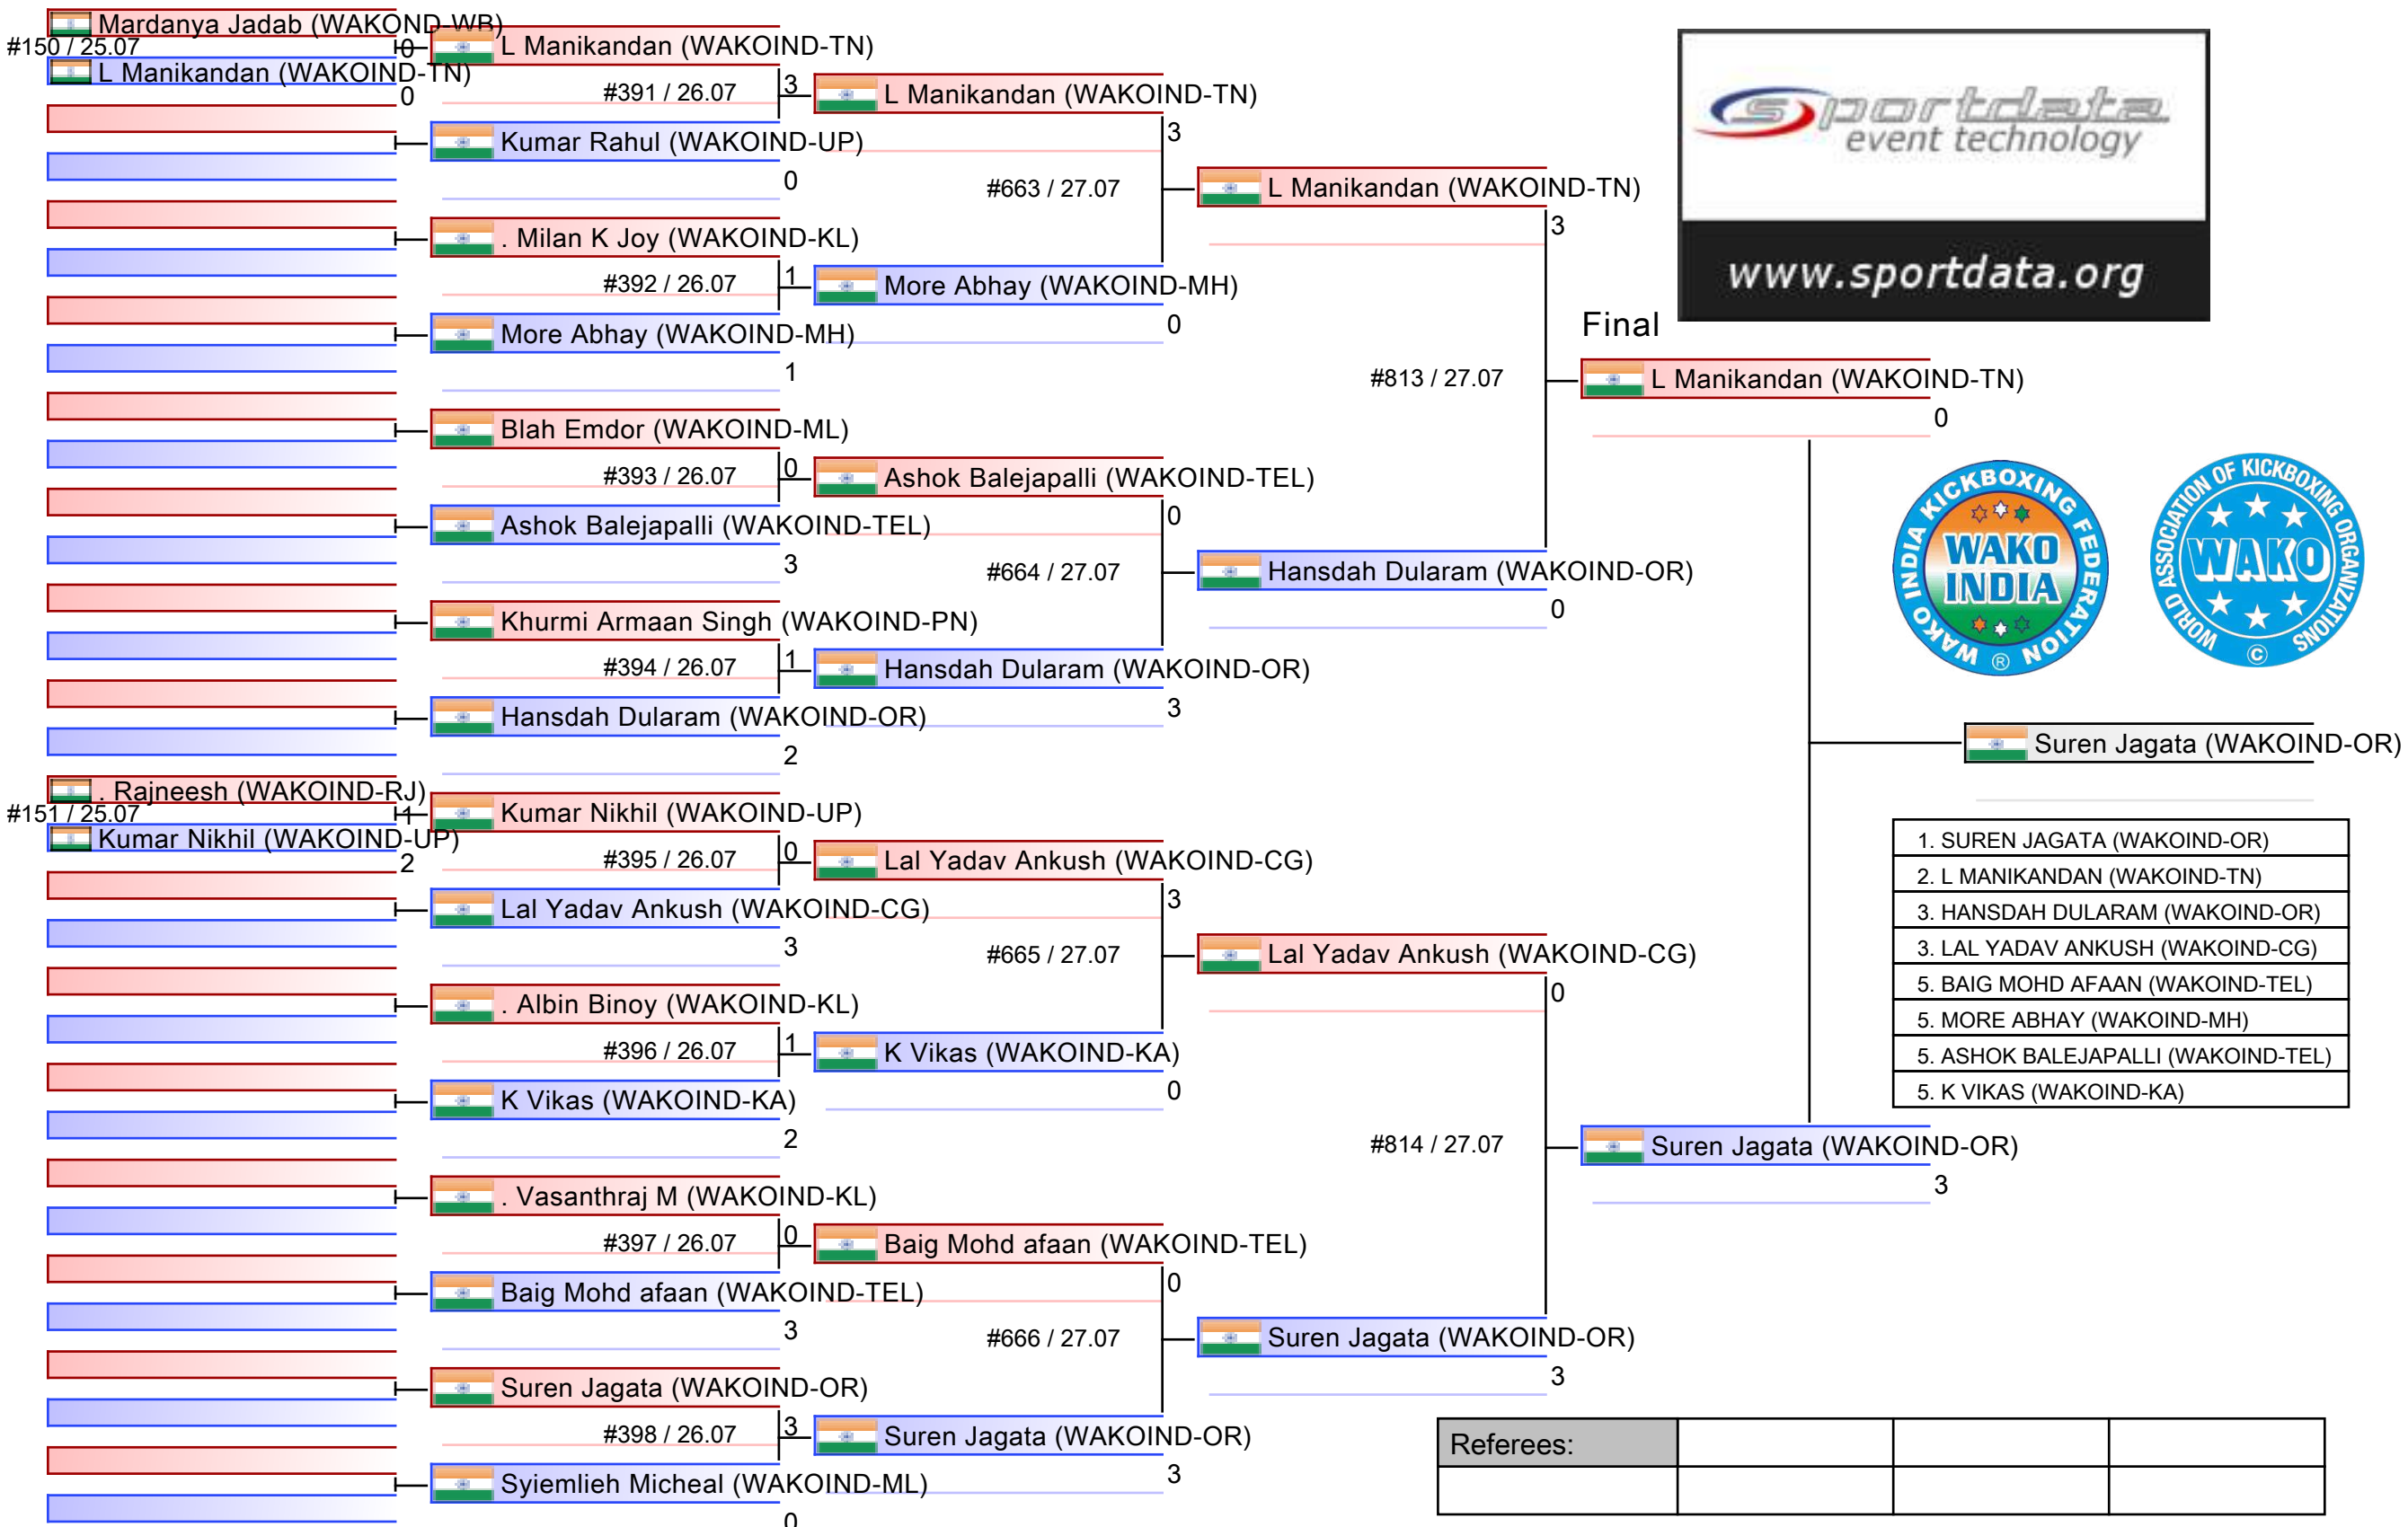 Mardanya Jadab (WAKOND-WB)
#150 / 25.07
0
L Manikandan (WAKOIND-TN)
0
. Rajneesh (WAKOIND-RJ)
#151 / 25.07
1
Kumar Nikhil (WAKOIND-UP)
2
L Manikandan (WAKOIND-TN)
#391 / 26.07
3
Kumar Rahul (WAKOIND-UP)
0
. Milan K Joy (WAKOIND-KL)
#392 / 26.07
1
More Abhay (WAKOIND-MH)
1
Blah Emdor (WAKOIND-ML)
#393 / 26.07
0
Ashok Balejapalli (WAKOIND-TEL)
3
Khurmi Armaan Singh (WAKOIND-PN)
#394 / 26.07
1
Hansdah Dularam (WAKOIND-OR)
2
Kumar Nikhil (WAKOIND-UP)
#395 / 26.07
0
Lal Yadav Ankush (WAKOIND-CG)
3
. Albin Binoy (WAKOIND-KL)
#396 / 26.07
1
K Vikas (WAKOIND-KA)
2
. Vasanthraj M (WAKOIND-KL)
#397 / 26.07
0
Baig Mohd afaan (WAKOIND-TEL)
3
Suren Jagata (WAKOIND-OR)
#398 / 26.07
3
Syiemlieh Micheal (WAKOIND-ML)
0
L Manikandan (WAKOIND-TN)
3
#663 / 27.07
More Abhay (WAKOIND-MH)
0
Ashok Balejapalli (WAKOIND-TEL)
0
#664 / 27.07
Hansdah Dularam (WAKOIND-OR)
3
Lal Yadav Ankush (WAKOIND-CG)
3
#665 / 27.07
K Vikas (WAKOIND-KA)
0
Baig Mohd afaan (WAKOIND-TEL)
0
#666 / 27.07
Suren Jagata (WAKOIND-OR)
3
L Manikandan (WAKOIND-TN)
3
#813 / 27.07
Hansdah Dularam (WAKOIND-OR)
0
Lal Yadav Ankush (WAKOIND-CG)
0
#814 / 27.07
Suren Jagata (WAKOIND-OR)
3
Final
L Manikandan (WAKOIND-TN)
0
Suren Jagata (WAKOIND-OR)
3
Suren Jagata (WAKOIND-OR)
sportdata
event technology
www.sportdata.org
WAKO INDIA KICKBOXING FEDERATION ®
WAKO
INDIA
WORLD ASSOCIATION OF KICKBOXING ORGANIZATIONS ©
WAKO
1. SUREN JAGATA (WAKOIND-OR)
2. L MANIKANDAN (WAKOIND-TN)
3. HANSDAH DULARAM (WAKOIND-OR)
3. LAL YADAV ANKUSH (WAKOIND-CG)
5. BAIG MOHD AFAAN (WAKOIND-TEL)
5. MORE ABHAY (WAKOIND-MH)
5. ASHOK BALEJAPALLI (WAKOIND-TEL)
5. K VIKAS (WAKOIND-KA)
Referees: